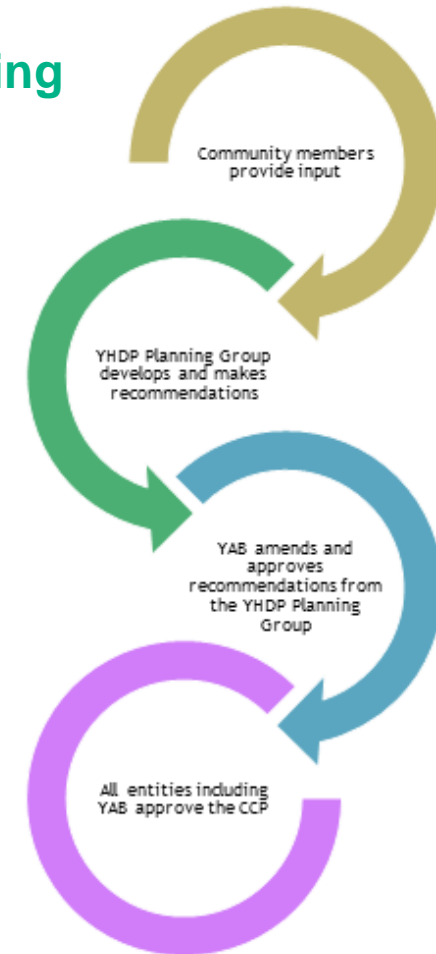 ing
Community members
provide input
YHDP Planning Group
develops and makes
recommendations
YAB amends and
approves
recommendations from
the YHDP Planning
Group
All entities including
YAB approve the CCP